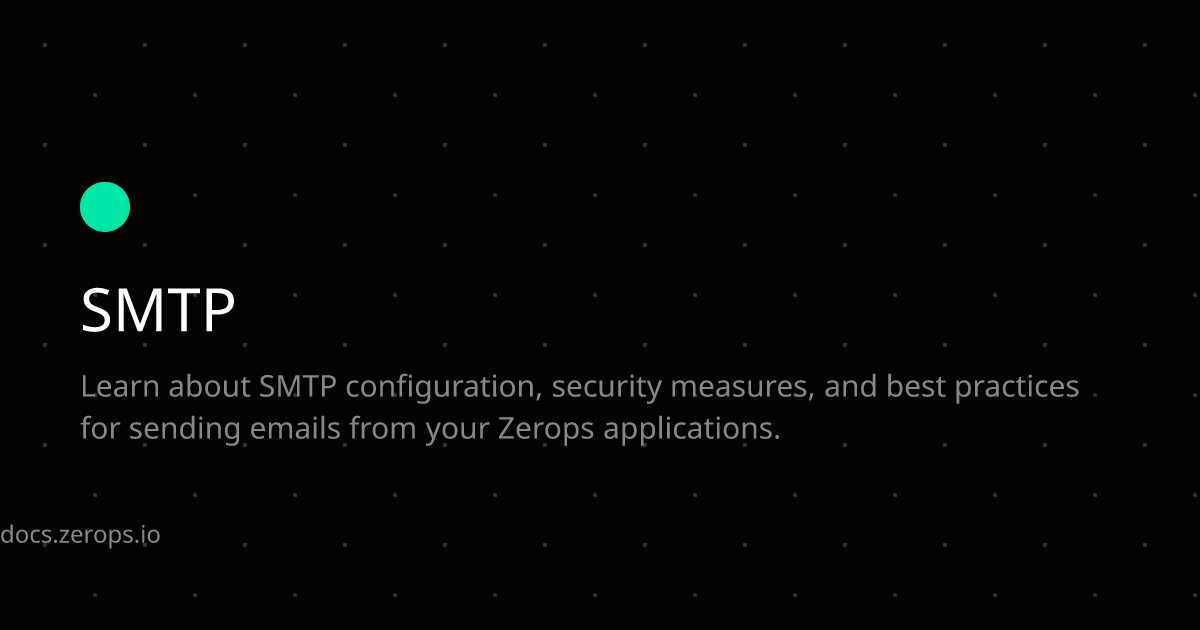 SMTP
Learn about SMTP configuration, security measures, and best practices
for sending emails from your Zerops applications.
docs.zerops.io